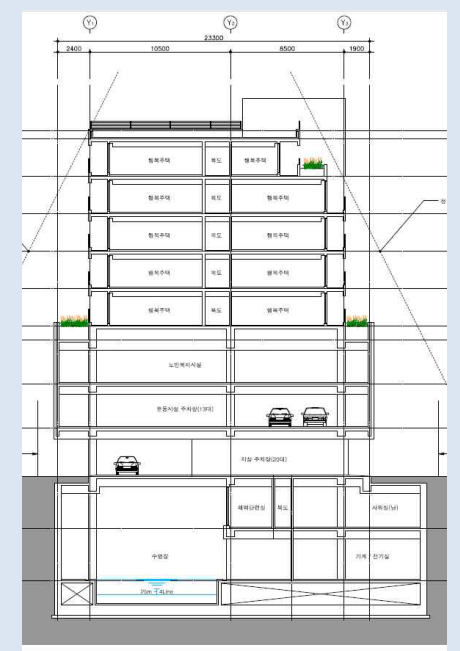 Y1 Y2 Y3
23300
2400 10500 8500 1900
행복주택 복도 행복주택
행복주택 복도 행복주택
행복주택 복도 행복주택
행복주택 복도 행복주택
행복주택 복도 행복주택
노인복지시설
운동시설 주차장(13대)
지상 주차장(20대)
체력단련실 복도 샤워실(남)
수영장 기계 / 전기실